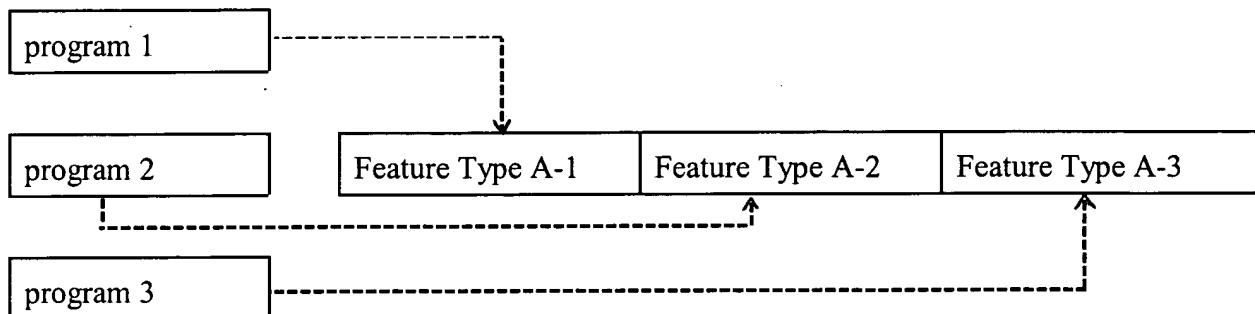 program 1
program 2
Feature Type A-1
Feature Type A-2
Feature Type A-3
program 3